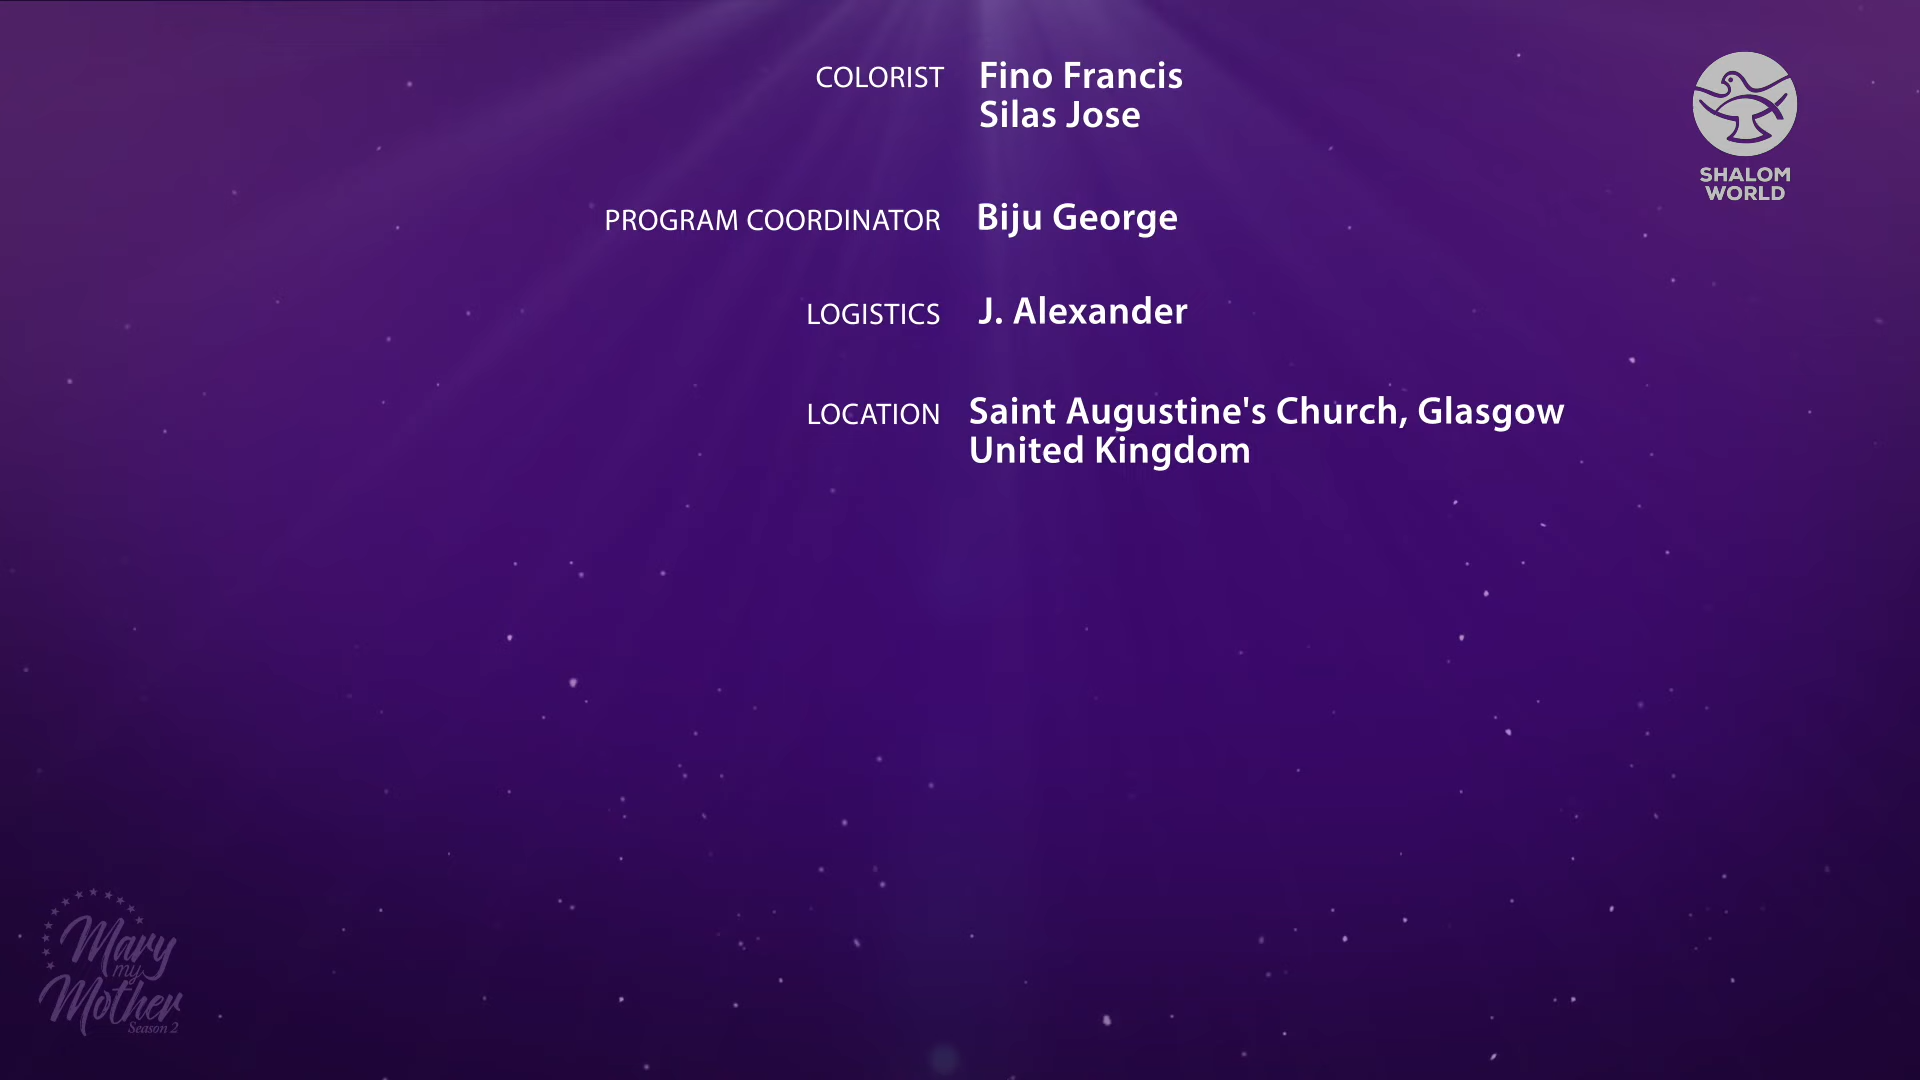 COLORIST Fino Francis
Silas Jose
SHALOM
WORLD
PROGRAM COORDINATOR Biju George
LOGISTICS J. Alexander
LOCATION Saint Augustine's Church, Glasgow
United Kingdom
Mary
my
Mother
Season 2